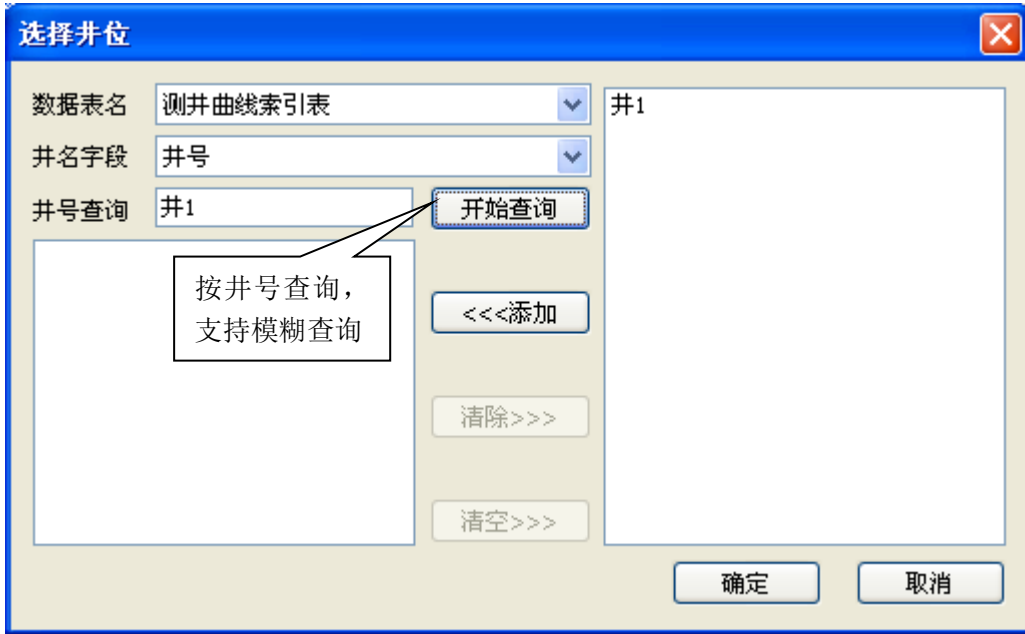 选择井位
数据表名 测井曲线索引表
井1
井名字段 井号
井号查询 井1 开始查询
按井号查询，
支持模糊查询
<<<添加
清除>>>
清空>>>
确定 取消